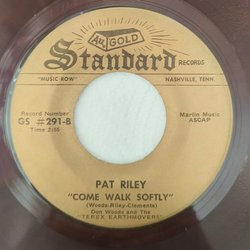 All GOLD
Standard
RECORDS
"MUSIC ROW"
NASHVILLE, TENN.
Record Number
GS #291-B
Time 2:55
Marlin Music
ASCAP
PAT RILEY
"COME WALK SOFTLY"
(Woods-Riley-Clements)
Don Woods and The
"TEREX EARTHMOVERS"